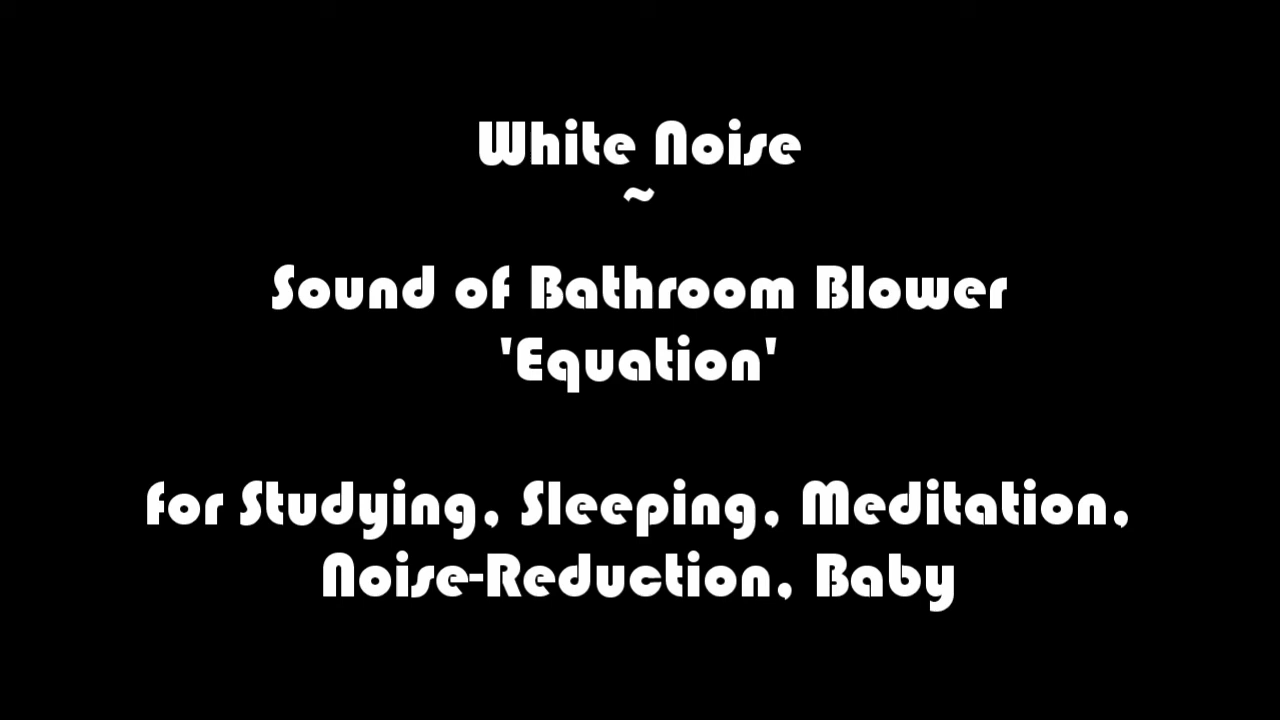 White Noise
~
Sound of Bathroom Blower
'Equation'
for Studying, Sleeping, Meditation,
Noise-Reduction, Baby